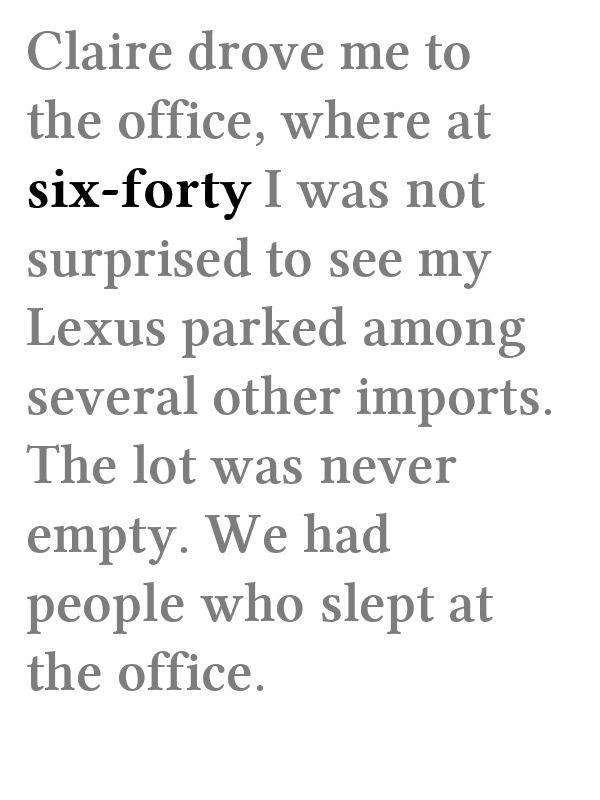 Claire drove me to
the office, where at
six-forty I was not
surprised to see my
Lexus parked among
several other imports.
The lot was never
empty. We had
people who slept at
the office.